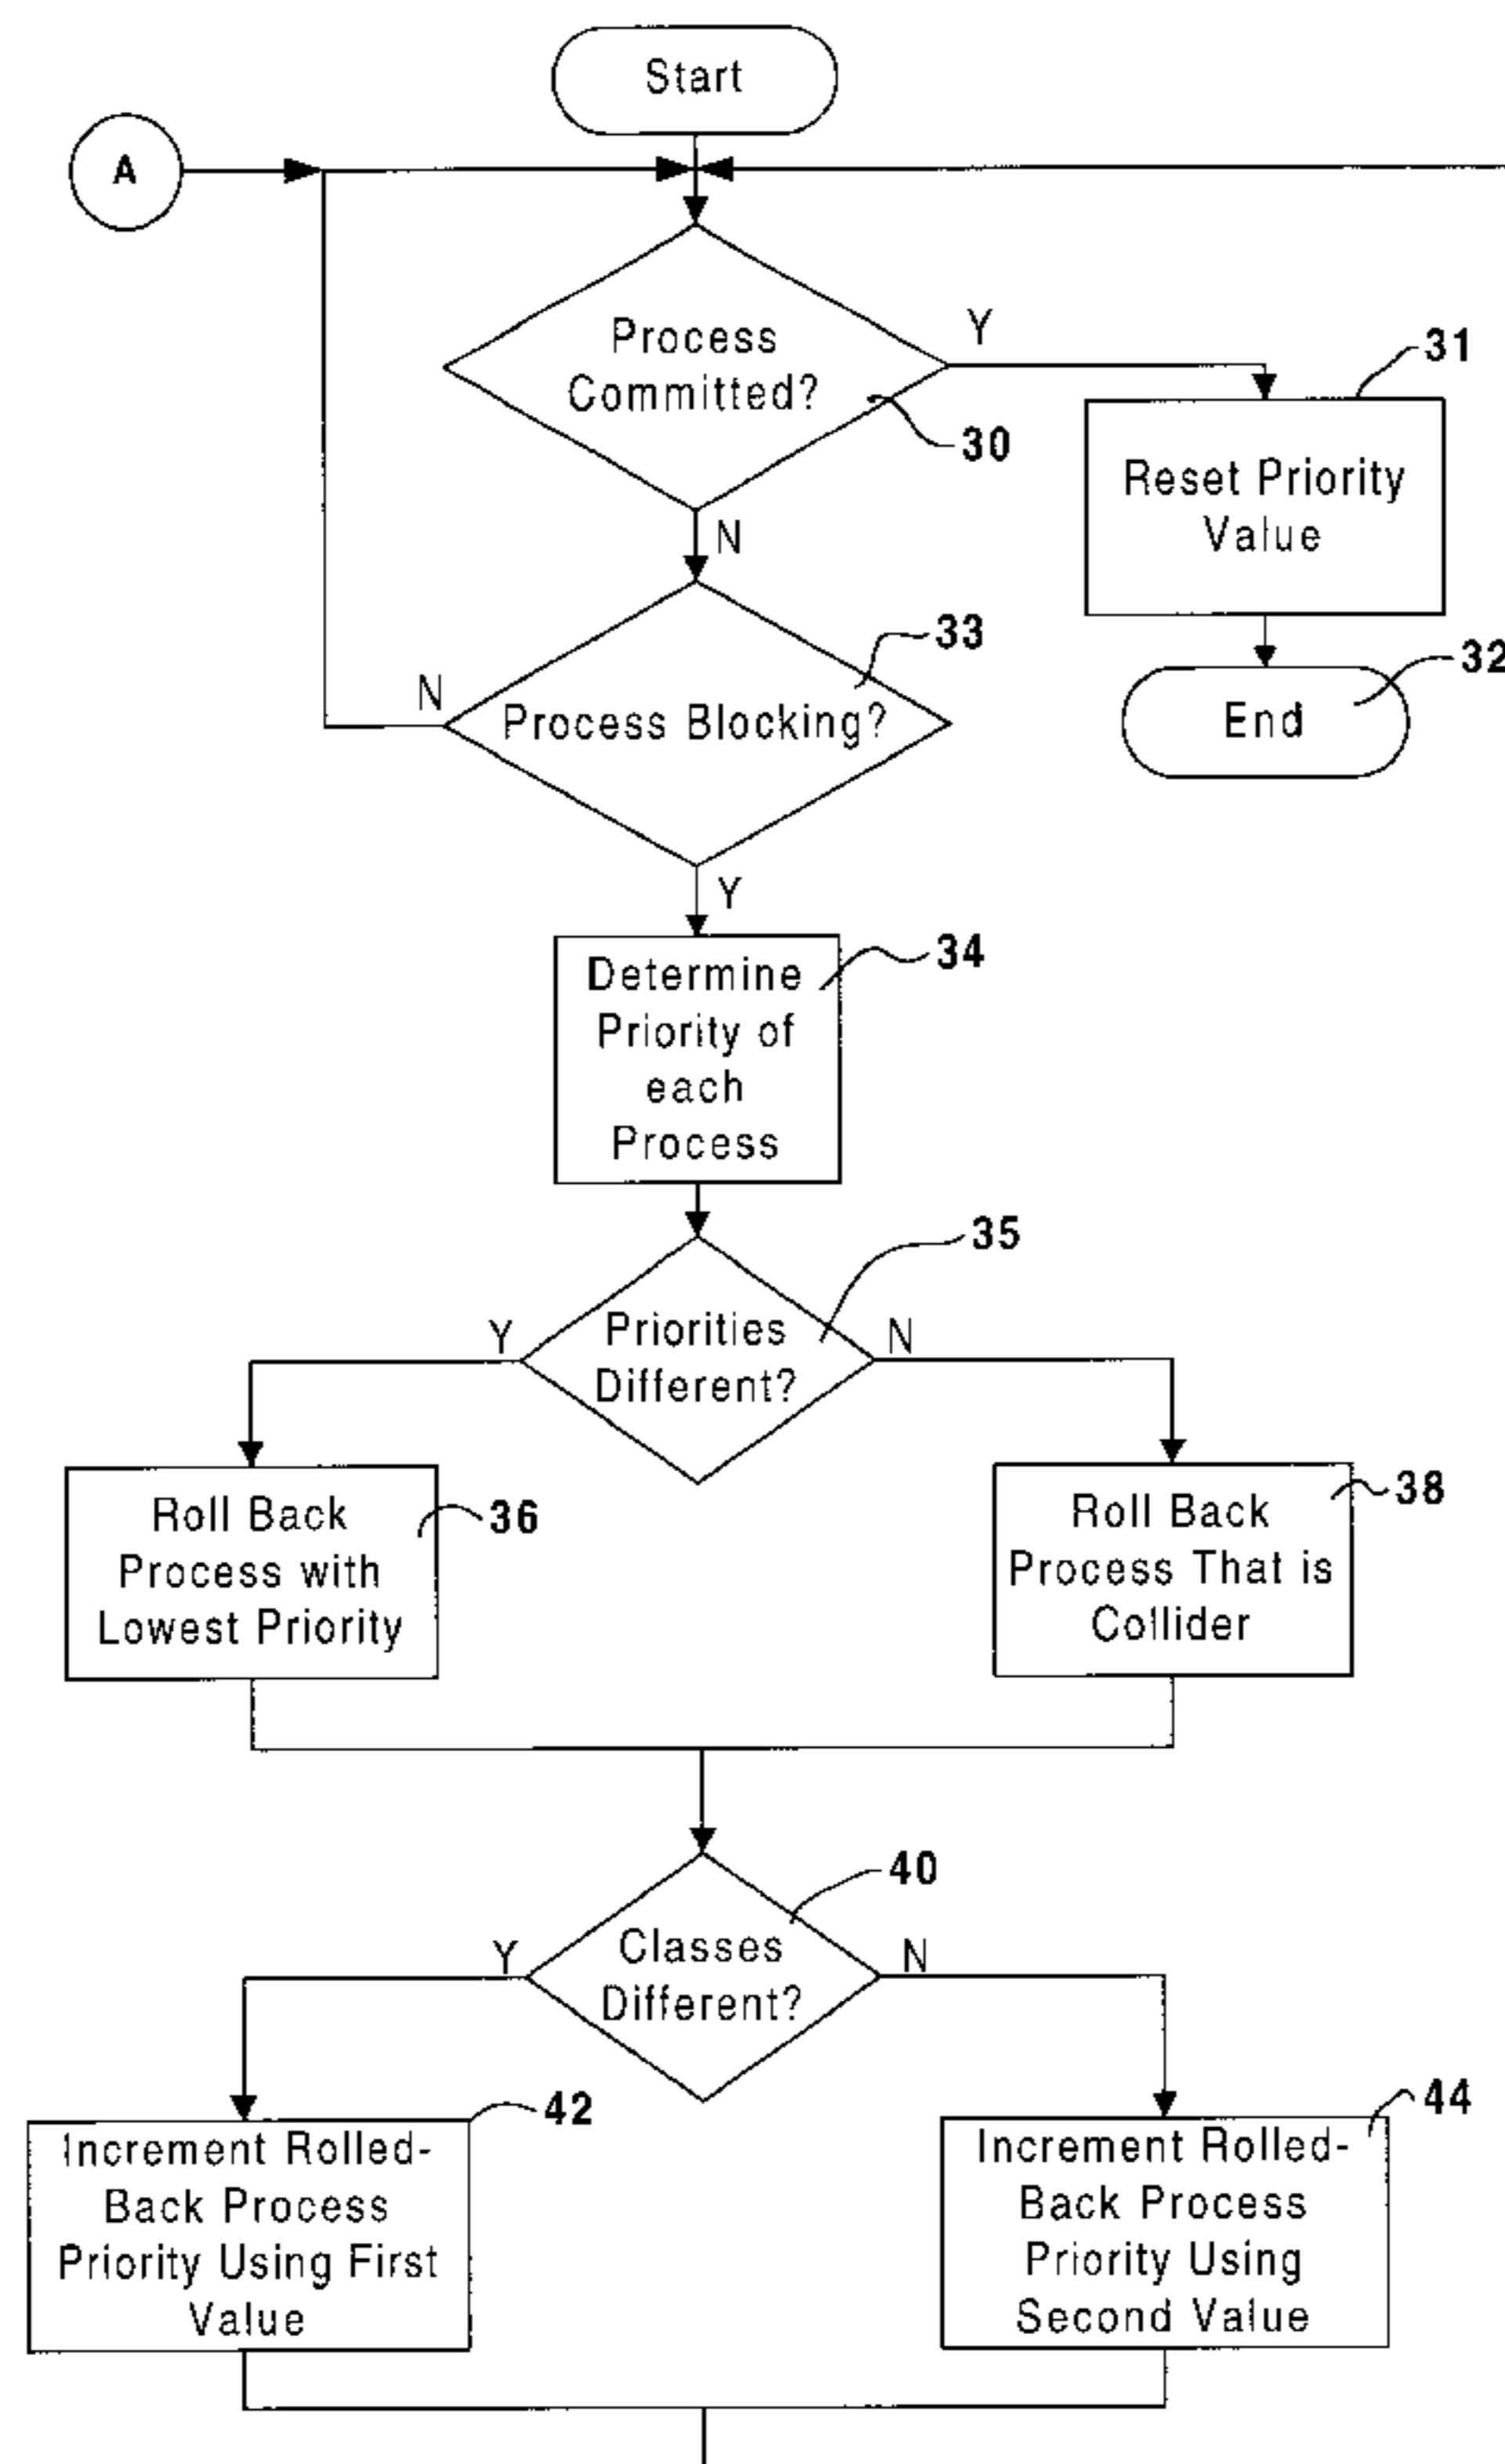 Start
A
Process
Committed?
Y
30
31
Reset Priority
Value
N
33
32
End
N
Process Blocking?
Y
34
Determine
Priority of
each
Process
35
Y
Priorities
Different?
N
Roll Back
Process with
Lowest Priority
36
Roll Back
Process That is
Collider
38
40
Y
Classes
Different?
N
42
Increment Rolled-
Back Process
Priority Using First
Value
44
Increment Rolled-
Back Process
Priority Using
Second Value